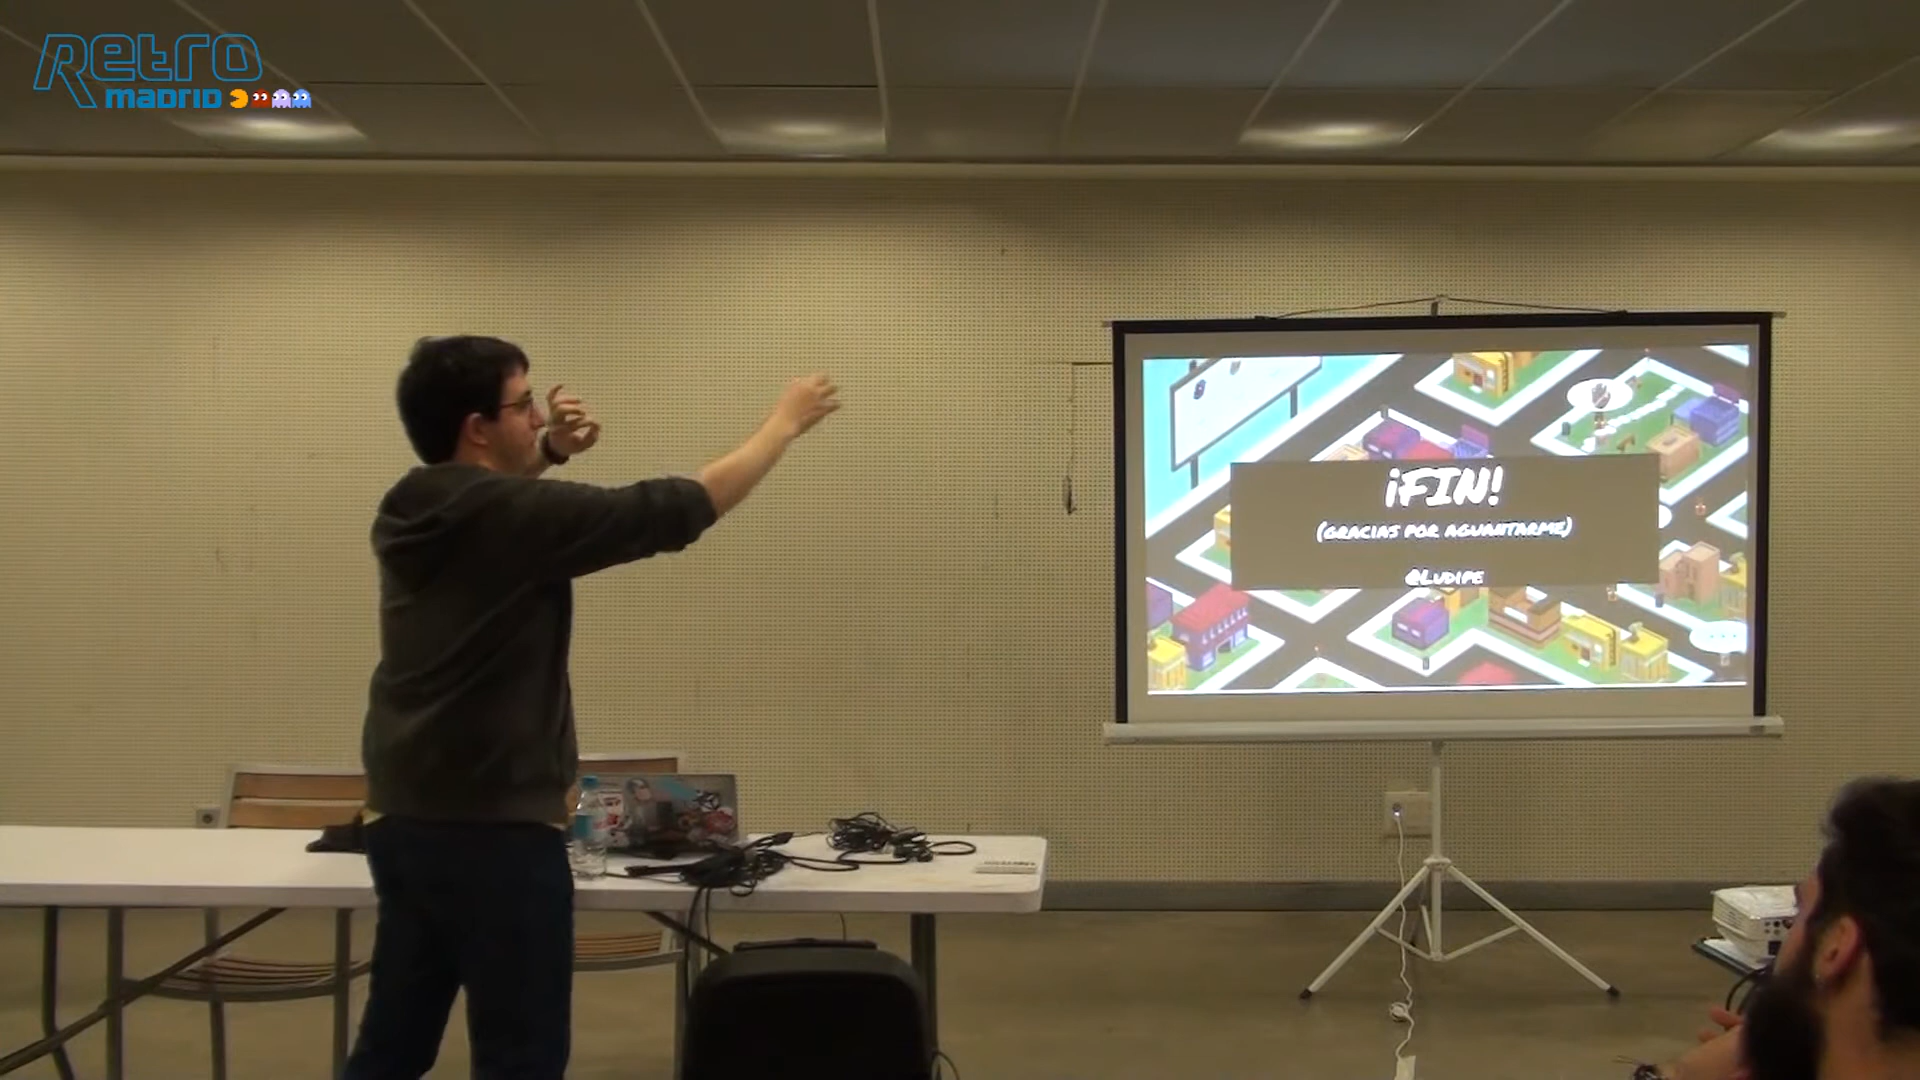 Retro
MADRID
¡FIN!
(GRACIAS POR AGUANTARME)
@LUDIPE